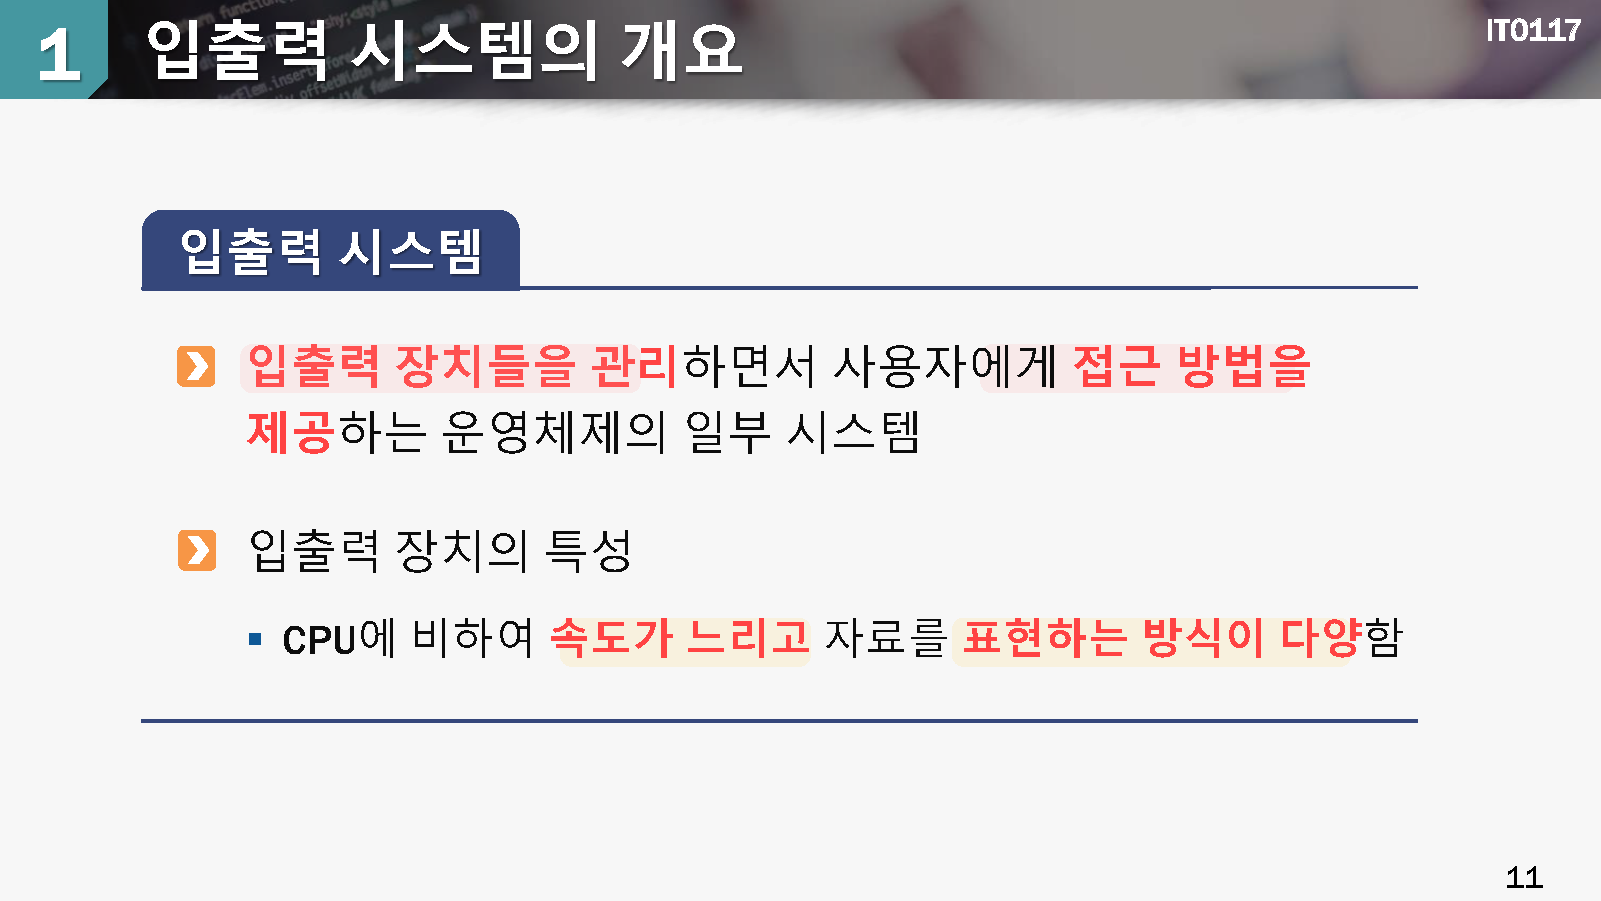 1
입출력 시스템의 개요
IT0117
입출력 시스템
입출력 장치들을 관리하면서 사용자에게 접근 방법을
제공하는 운영체제의 일부 시스템
입출력 장치의 특성
CPU에 비하여 속도가 느리고 자료를 표현하는 방식이 다양함
11